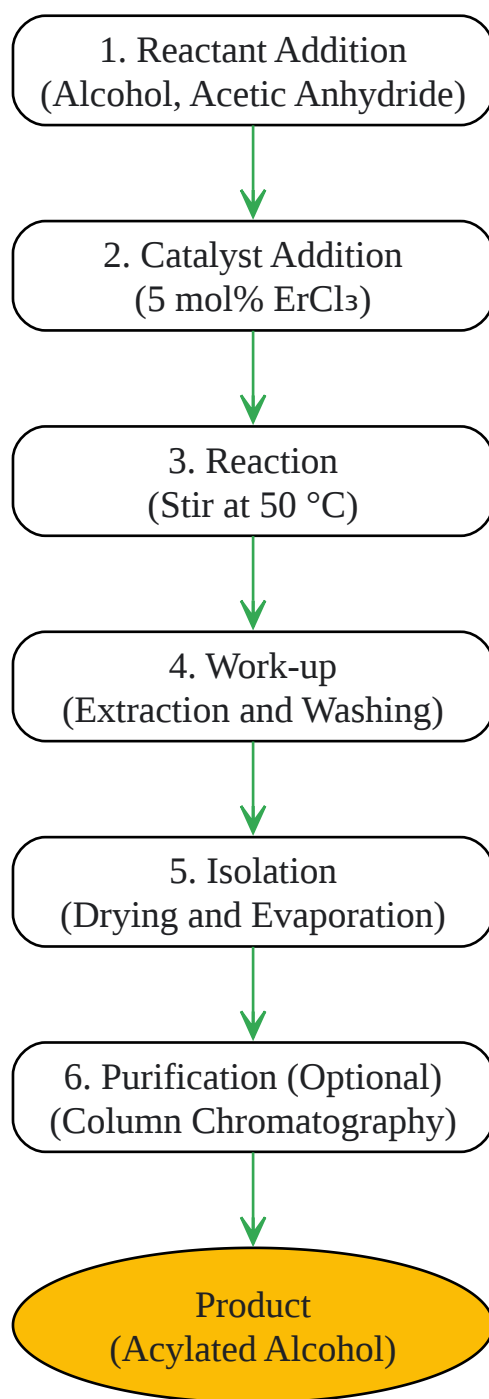 1. Reactant Addition
(Alcohol, Acetic Anhydride)
2. Catalyst Addition
(5 mol% ErCl₃)
3. Reaction
(Stir at 50 °C)
4. Work-up
(Extraction and Washing)
5. Isolation
(Drying and Evaporation)
6. Purification (Optional)
(Column Chromatography)
Product
(Acylated Alcohol)